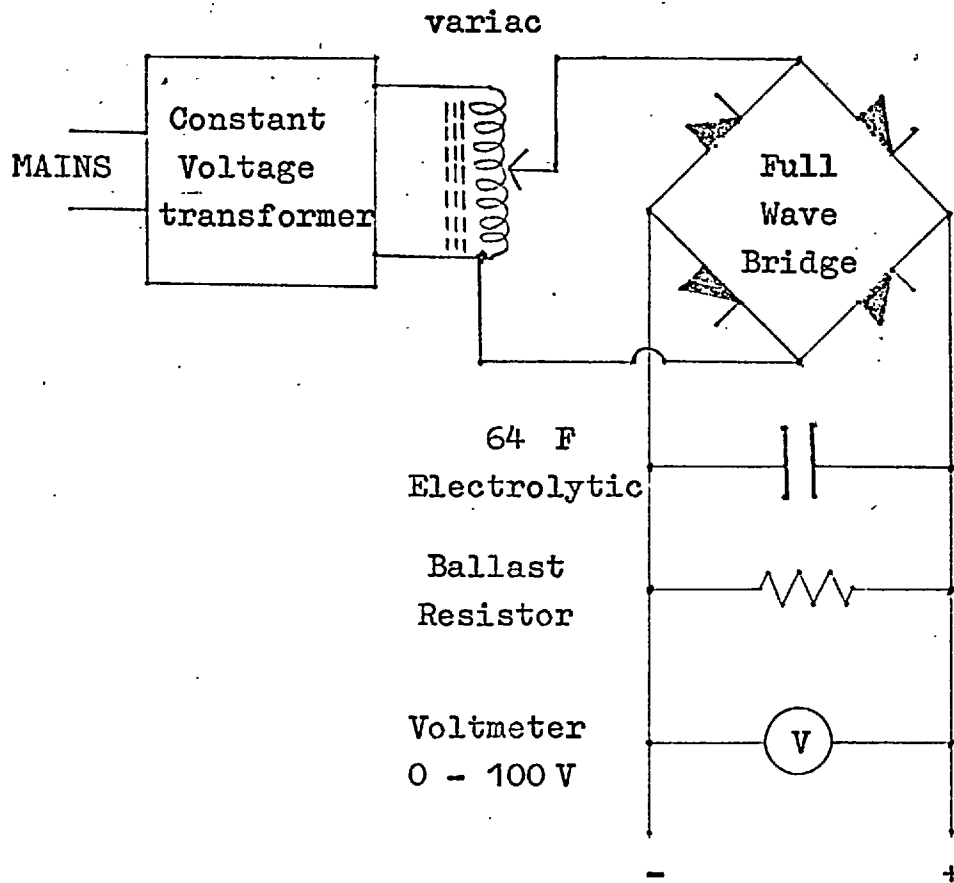 variac
Constant
Voltage
transformer
MAINS
Full
Wave
Bridge
64 F
Electrolytic
Ballast
Resistor
Voltmeter
0 - 100 V
V
- +